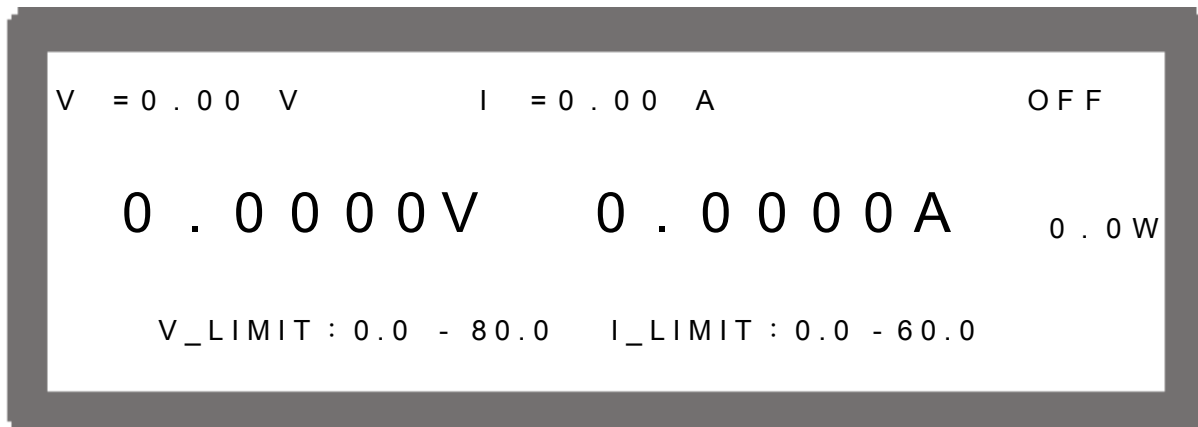 V =0.00 V I =0.00 A OFF
0.0000V 0.0000A 0.0W
V_LIMIT : 0.0 - 80.0 I_LIMIT : 0.0 - 60.0